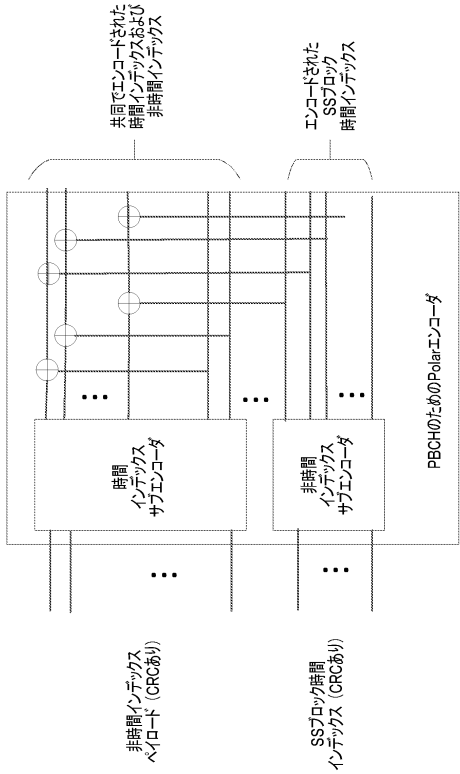 非時間インデックス
ペイロード（CRCあり）
時間
インデックス
サブエンコーダ
共同でエンコードされた
時間インデックスおよび
非時間インデックス
SSブロック時間
インデックス（CRCあり）
非時間
インデックス
サブエンコーダ
エンコードされた
SSブロック
時間インデックス
PBCHのためのPolarエンコーダ